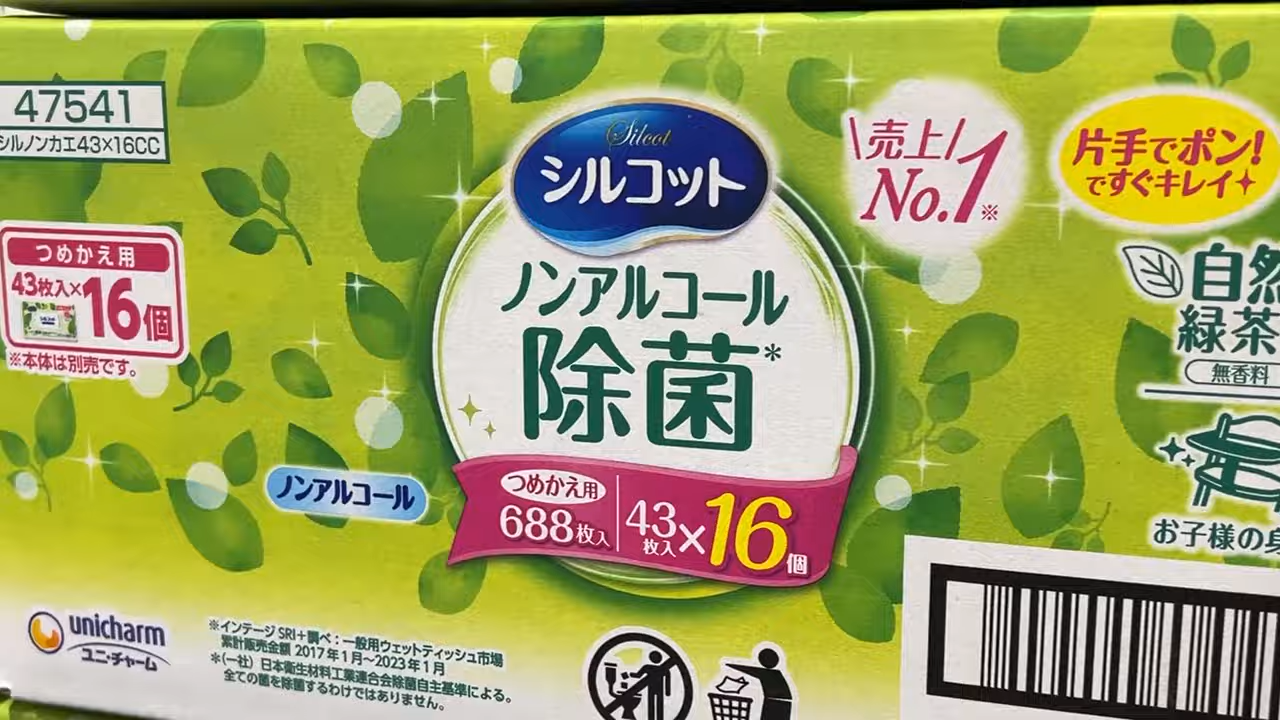 47541
シルノンカエ43×16CC
つめかえ用
43枚入×16個
※本体は別売です。
Silcot
シルコット
ノンアルコール
除菌*
つめかえ用
688枚入
43枚入×16個
ノンアルコール
\売上/
No.1※
片手でポン!
ですぐキレイ
自然
緑茶
無香料
お子様の身
unicharm
ユニ・チャーム
※インテージSRI+調べ:一般用ウェットティッシュ市場
累計販売金額 2017年1月~2023年1月
*(一社)日本衛生材料工業連合会除菌自主基準による。
全ての菌を除菌するわけではありません。